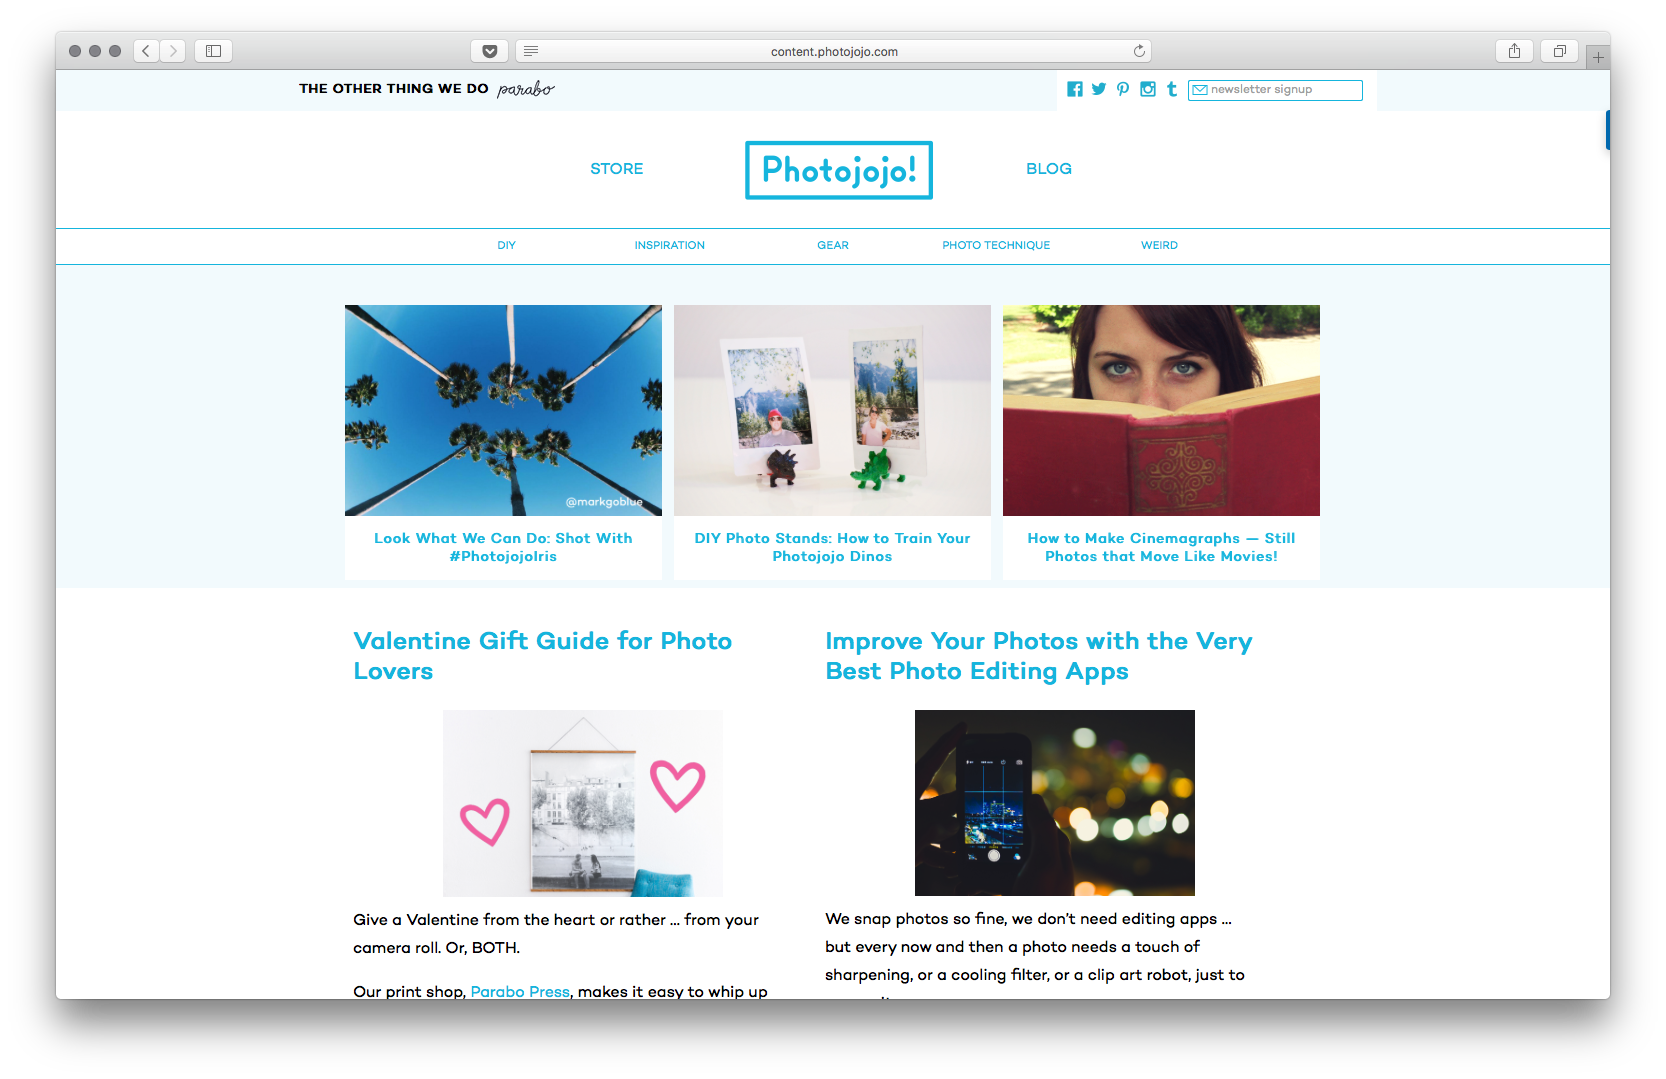 content.photojojo.com
THE OTHER THING WE DO parabo
newsletter signup
STORE
Photojojo!
BLOG
DIY
INSPIRATION
GEAR
PHOTO TECHNIQUE
WEIRD
@markgoblue
Look What We Can Do: Shot With
#PhotojojoIris
DIY Photo Stands: How to Train Your
Photojojo Dinos
How to Make Cinemagraphs — Still
Photos that Move Like Movies!
Valentine Gift Guide for Photo
Lovers
Give a Valentine from the heart or rather ... from your
camera roll. Or, BOTH.
Our print shop, Parabo Press, makes it easy to whip up
Improve Your Photos with the Very
Best Photo Editing Apps
We snap photos so fine, we don’t need editing apps ...
but every now and then a photo needs a touch of
sharpening, or a cooling filter, or a clip art robot, just to